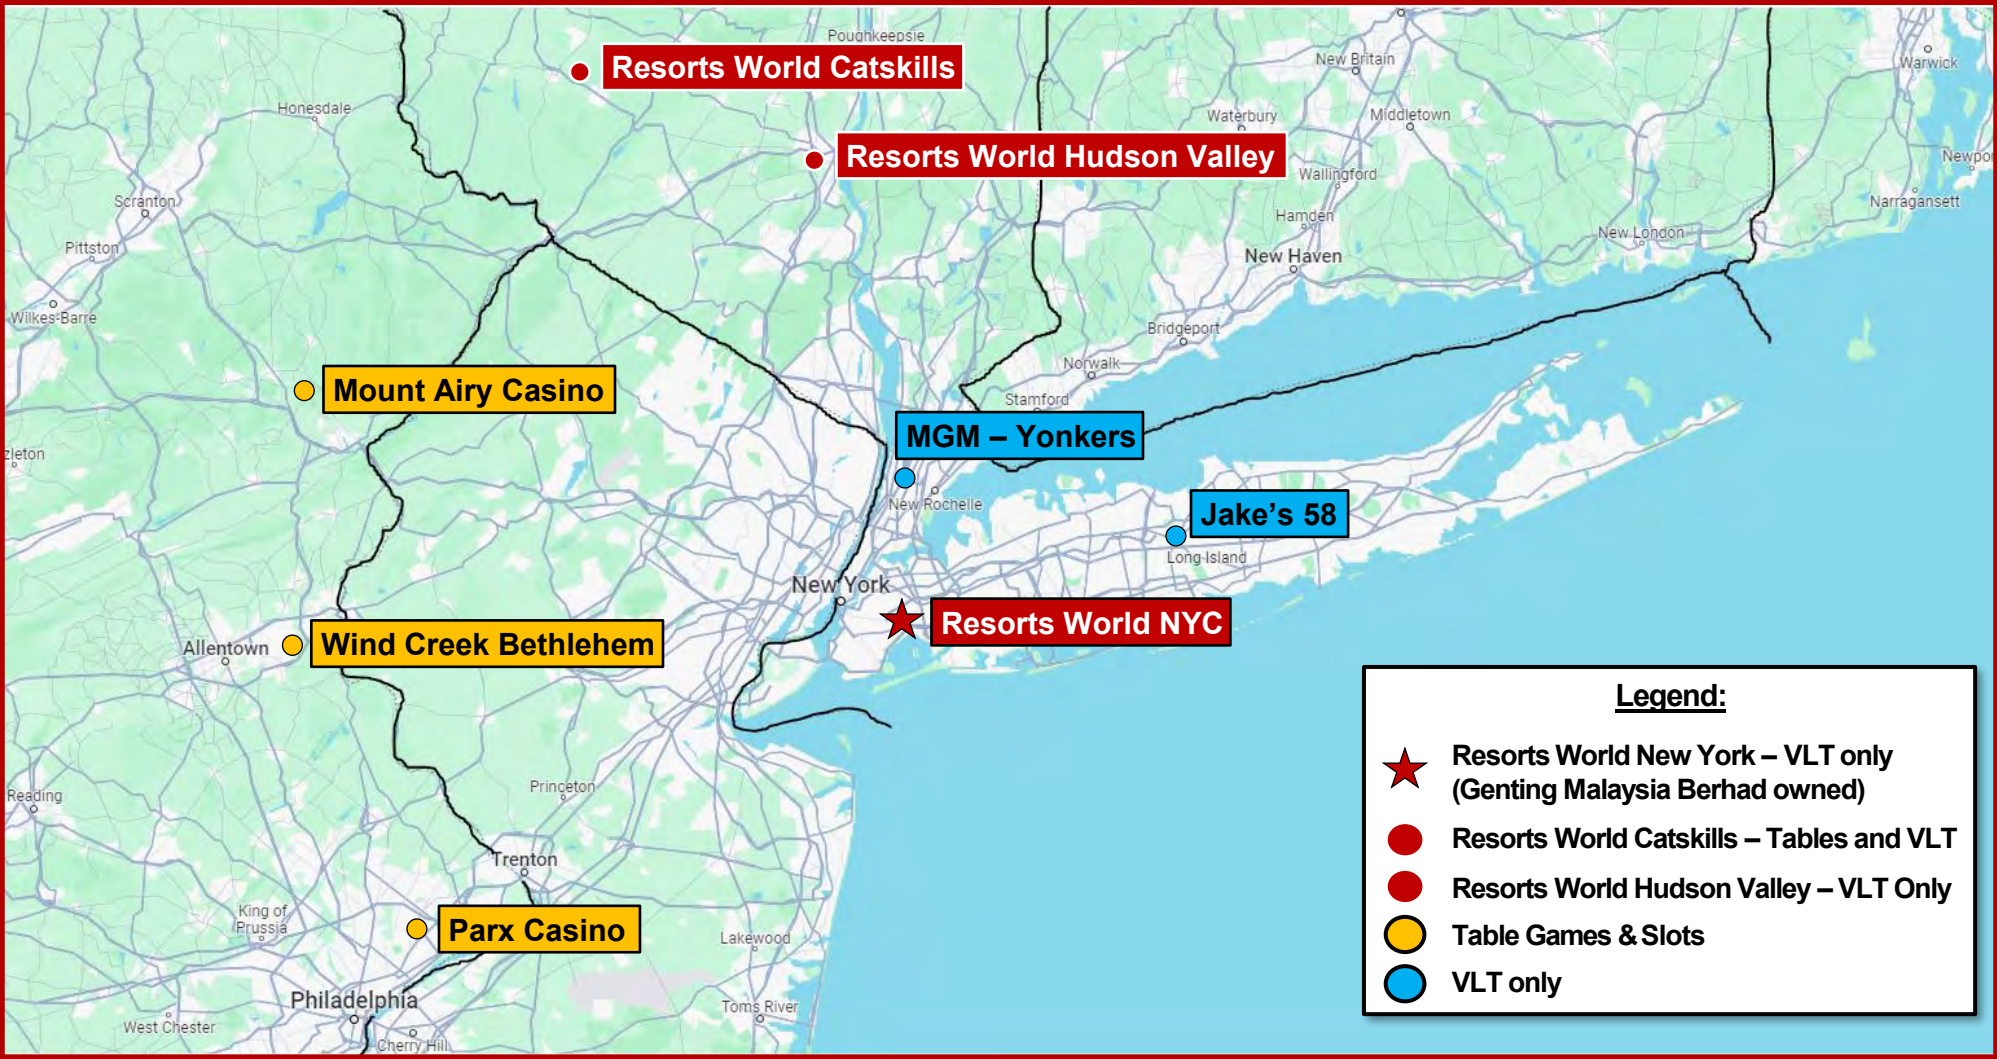 Poughkeepsie
Resorts World Catskills
New Britain
Warwick
Honesdale
Waterbury
Middletown
Resorts World Hudson Valley
Newpo
Wallingford
Scranton
Narragansett
Hamden
Pittston
New London
New Haven
Wilkes-Barre
Bridgeport
Norwalk
Mount Airy Casino
Stamford
MGM – Yonkers
zleton
New Rochelle
Jake's 58
Long Island
New York
Resorts World NYC
Allentown
Wind Creek Bethlehem
Legend:
Resorts World New York – VLT only
(Genting Malaysia Berhad owned)
Resorts World Catskills – Tables and VLT
Resorts World Hudson Valley – VLT Only
Table Games & Slots
VLT only
Princeton
Reading
Trenton
King of
Prussia
Parx Casino
Lakewood
Philadelphia
Toms River
West Chester
Cherry Hill